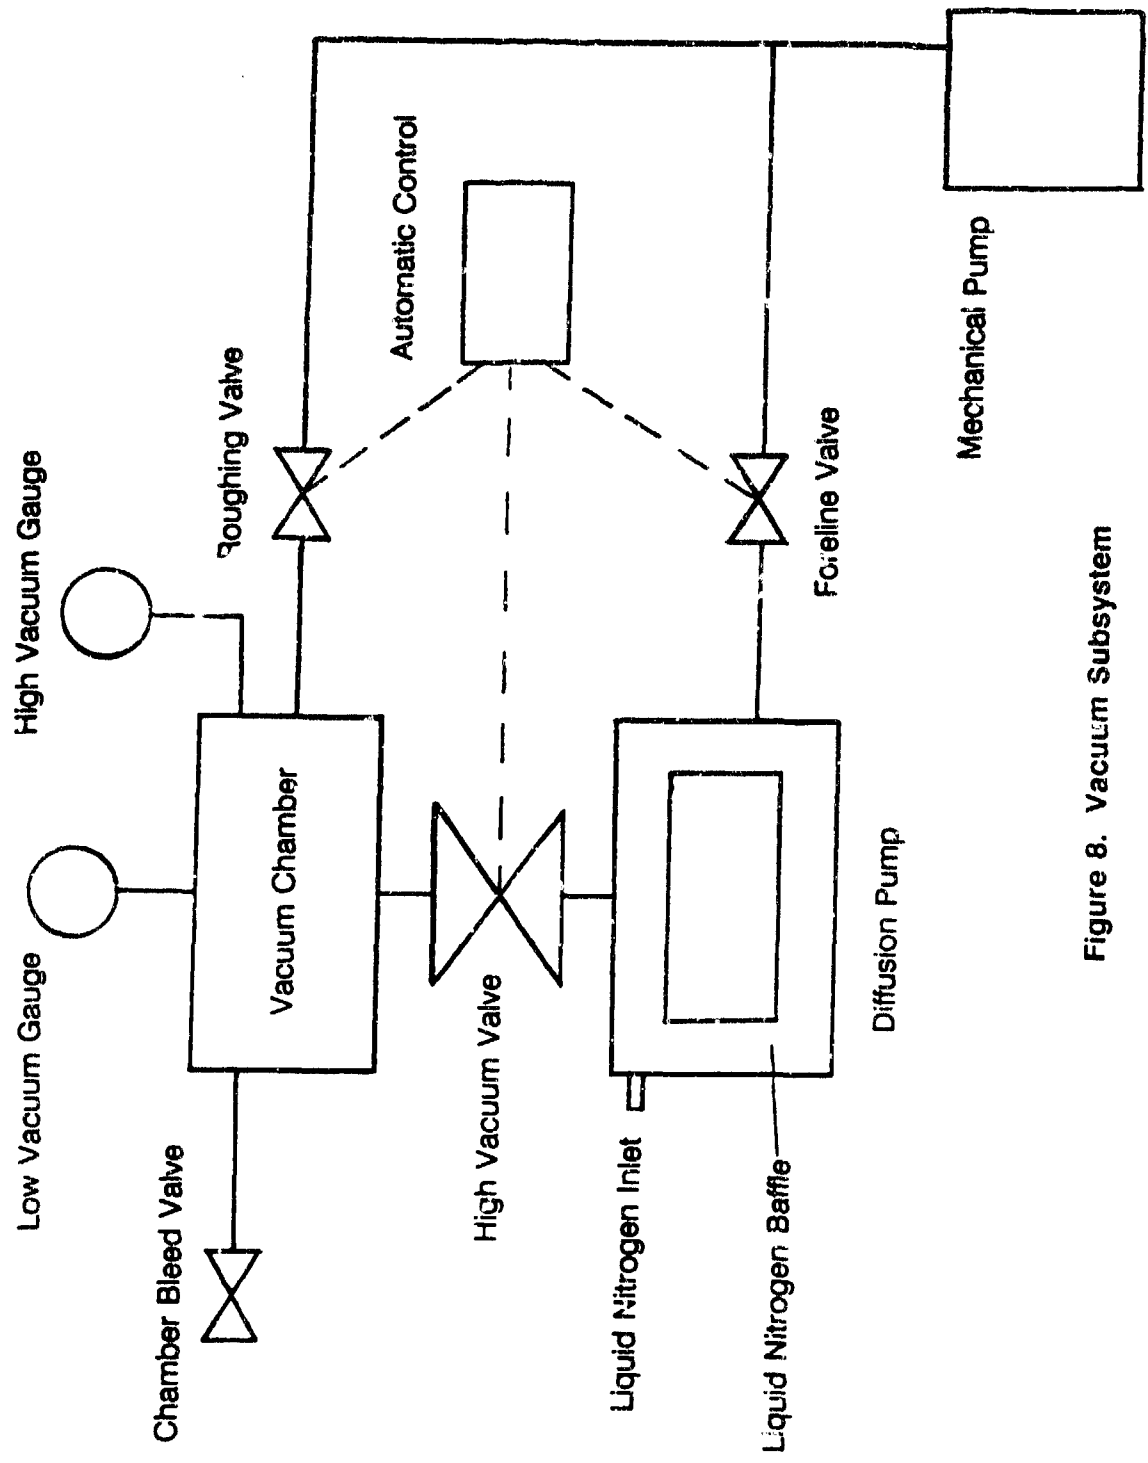 Low Vacuum Gauge
High Vacuum Gauge
Chamber Bleed Valve
Vacuum Chamber
Roughing Valve
Automatic Control
High Vacuum Valve
Liquid Nitrogen Inlet
Liquid Nitrogen Baffle
Diffusion Pump
Foreline Valve
Mechanical Pump
Figure 8. Vacuum Subsystem